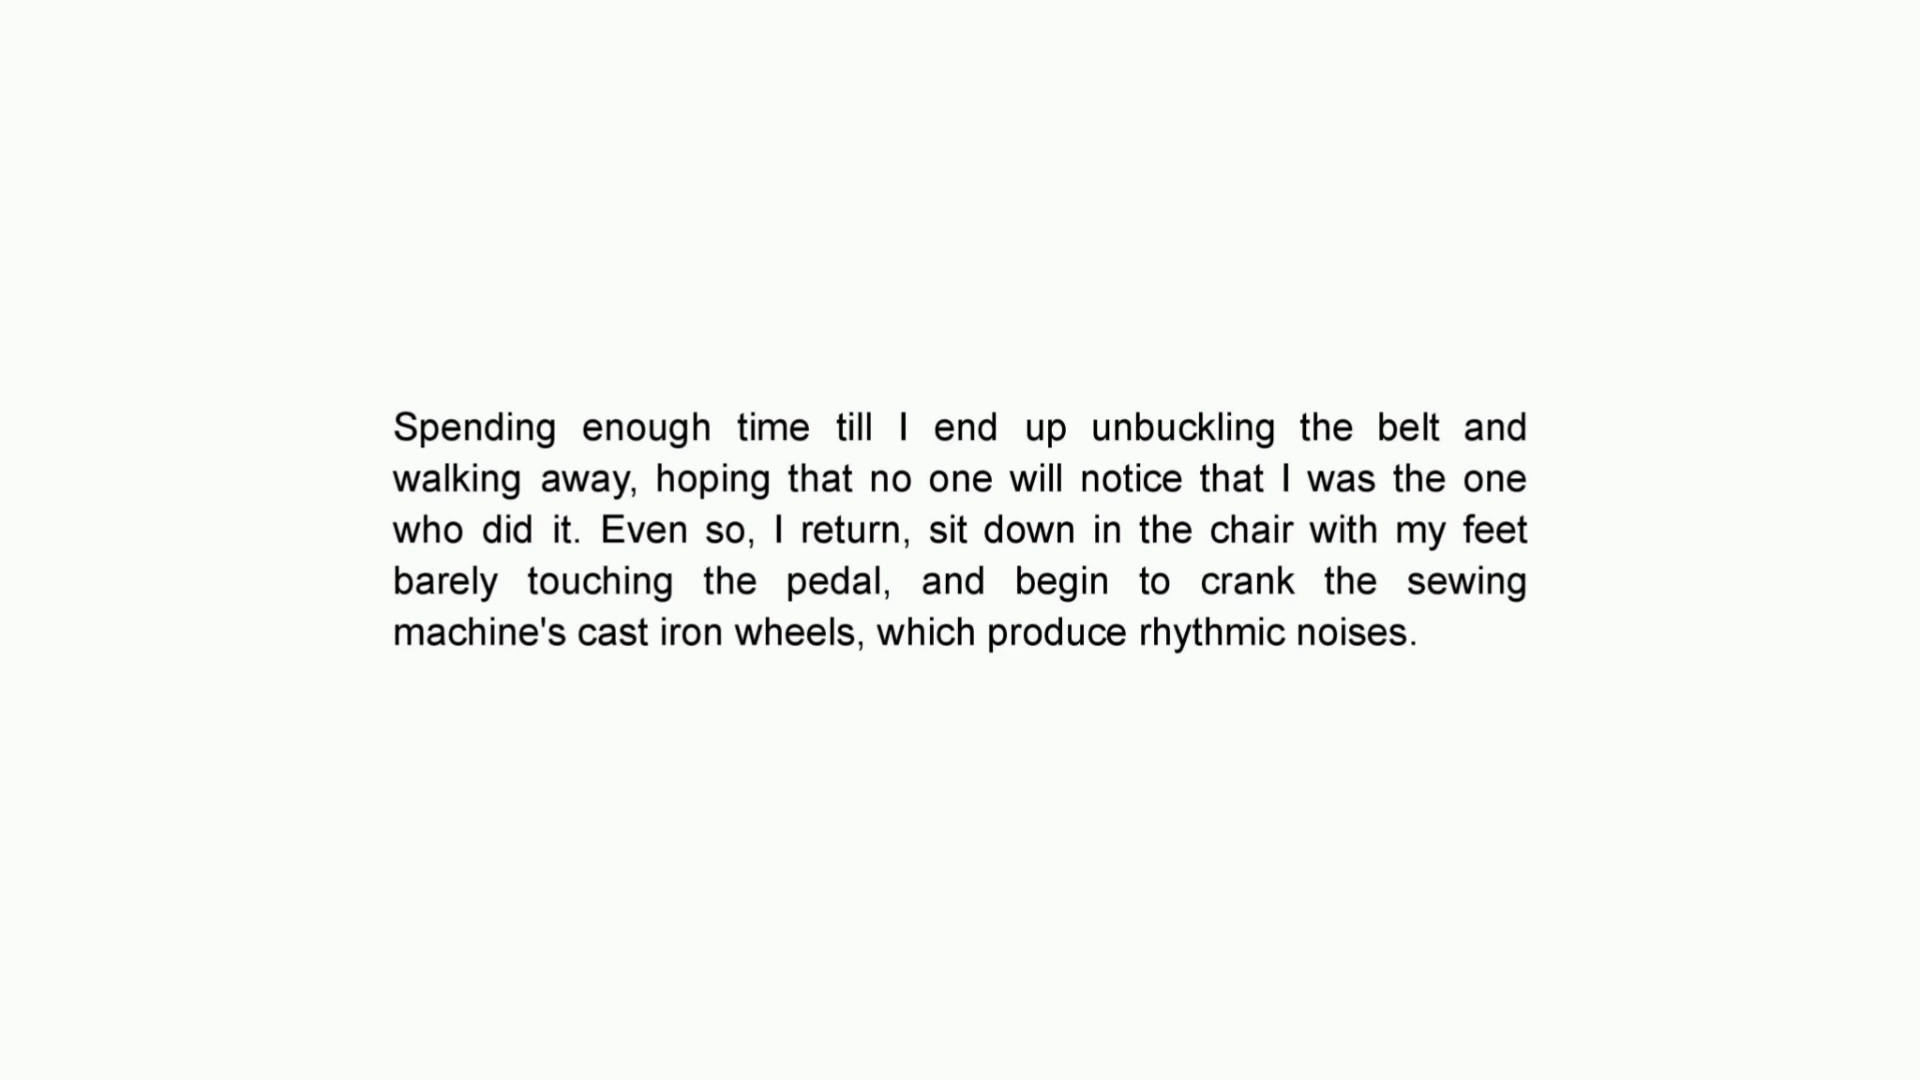 Spending enough time till I end up unbuckling the belt and
walking away, hoping that no one will notice that I was the one
who did it. Even so, I return, sit down in the chair with my feet
barely touching the pedal, and begin to crank the sewing
machine's cast iron wheels, which produce rhythmic noises.